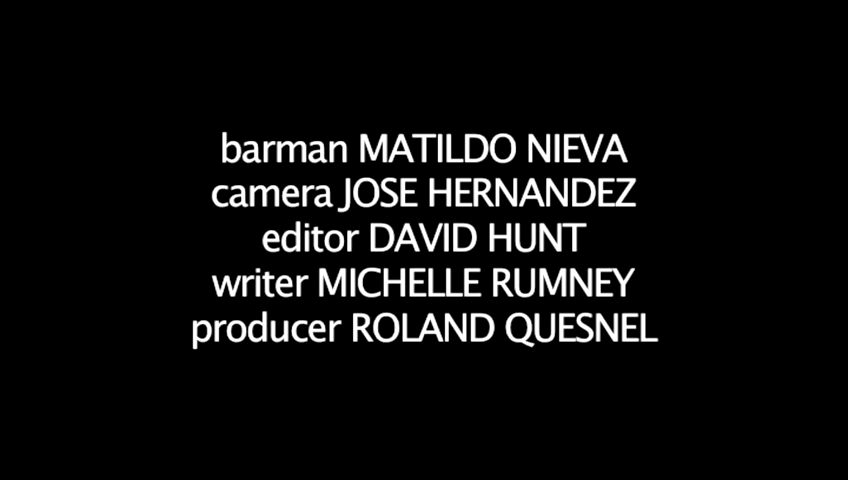 barman MATILDO NIEVA
camera JOSE HERNANDEZ
editor DAVID HUNT
writer MICHELLE RUMNEY
producer ROLAND QUESNEL